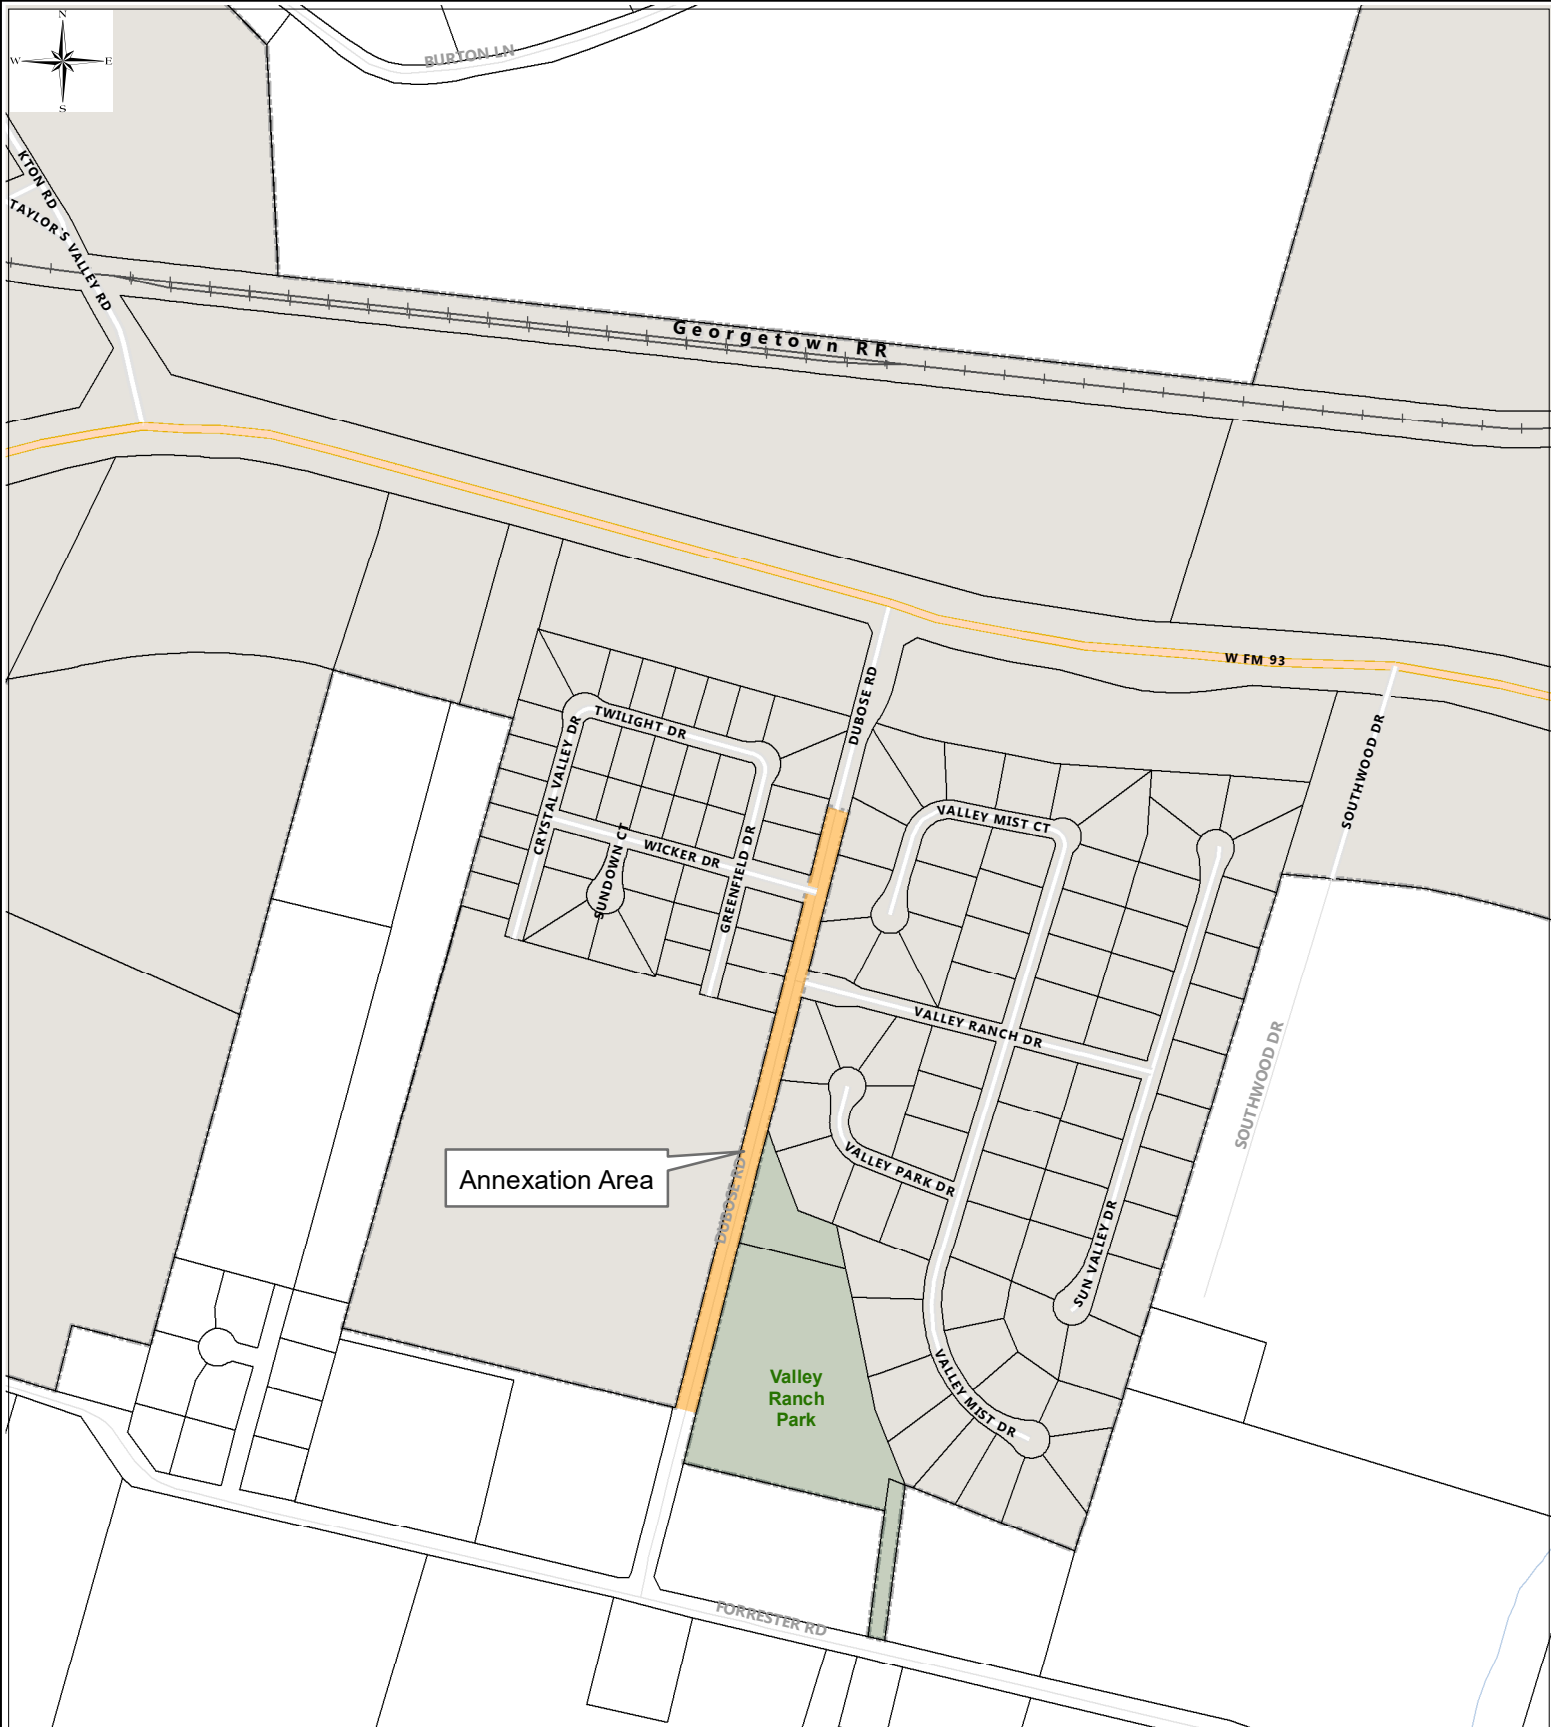 N
W E
S
BURTON LN
KTON RD
TAYLOR'S VALLEY RD
Georgetown RR
W FM 93
DUBOSE RD
SOUTHWOOD DR
TWILIGHT DR
CRYSTAL VALLEY DR
VALLEY MIST CT
WICKER DR
SUNDOWN CT
GREENFIELD DR
VALLEY RANCH DR
SOUTHWOOD DR
VALLEY PARK DR
Annexation Area
DUBOSE RD
SUN VALLEY DR
Valley
Ranch
Park
VALLEY MIST DR
FORRESTER RD